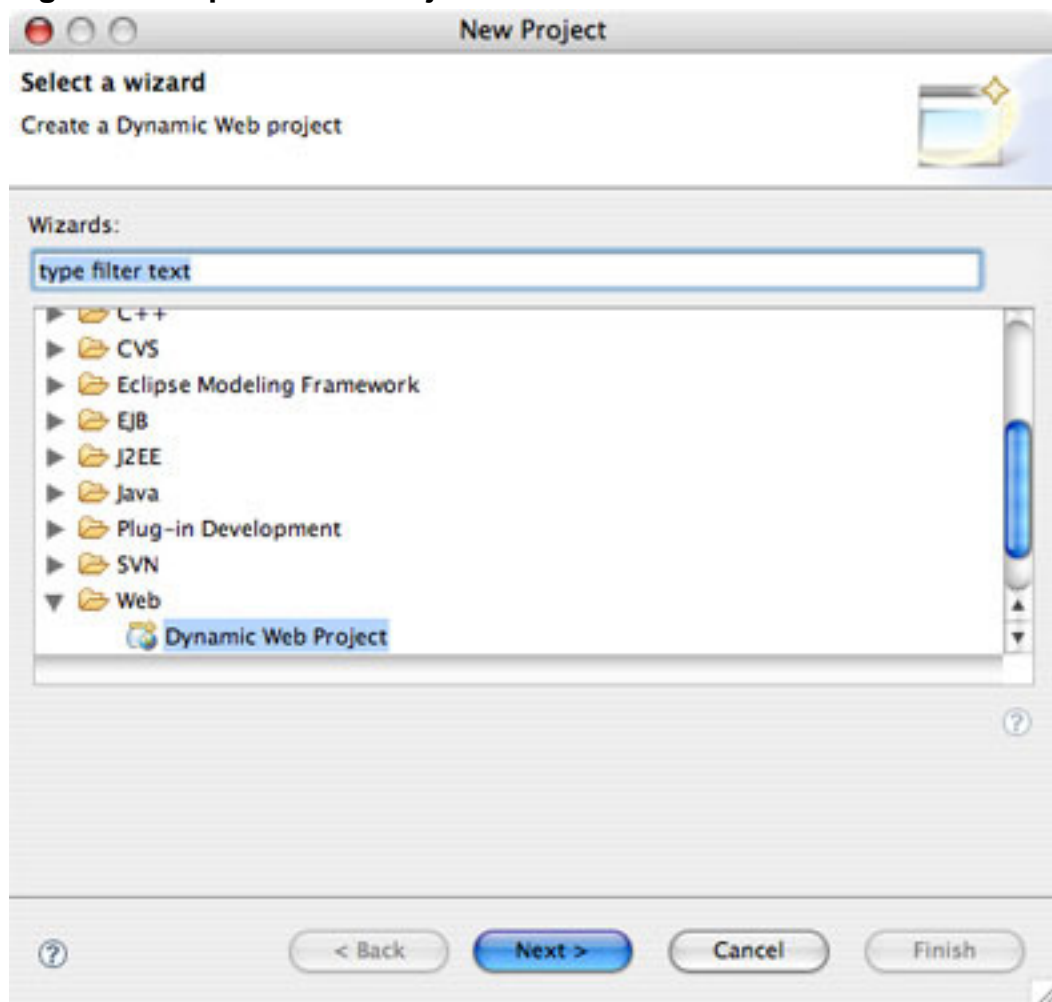 New Project
Select a wizard
Create a Dynamic Web project
Wizards:
type filter text
C++
CVS
Eclipse Modeling Framework
EJB
J2EE
Java
Plug-in Development
SVN
Web
Dynamic Web Project
?
? < Back Next > Cancel Finish